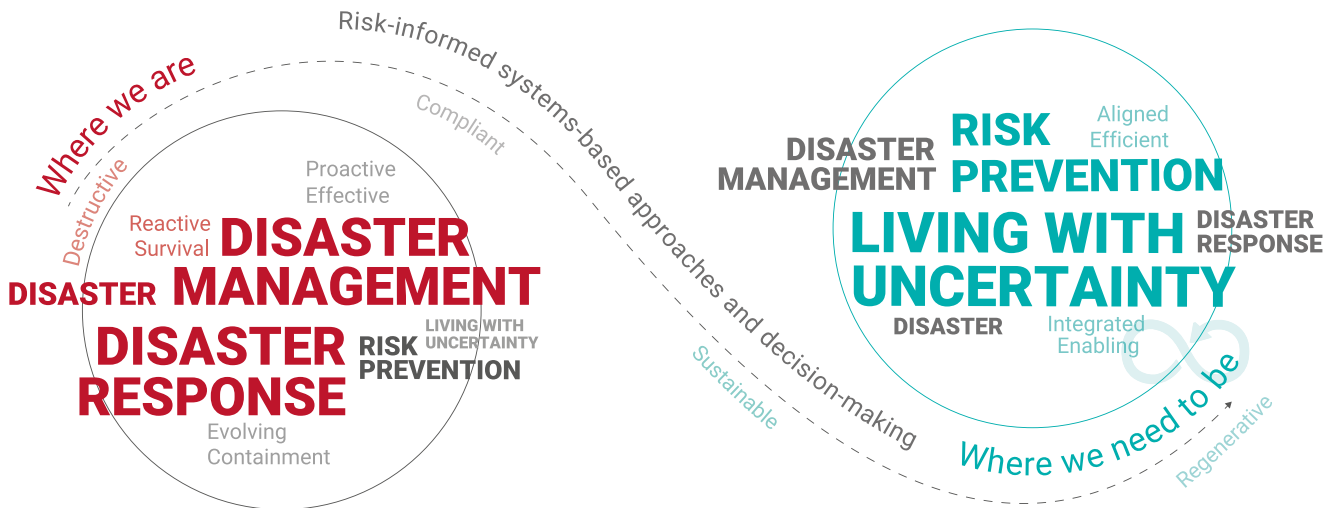 Where we are
Destructive
Reactive
Survival
Proactive
Effective
DISASTER
MANAGEMENT
DISASTER
DISASTER
RESPONSE
RISK
PREVENTION
LIVING WITH
UNCERTAINTY
Evolving
Containment
Risk-informed systems-based approaches and decision-making
Compliant
Sustainable
DISASTER
MANAGEMENT
RISK
PREVENTION
Aligned
Efficient
LIVING WITH
UNCERTAINTY
DISASTER
RESPONSE
DISASTER
Integrated
Enabling
Where we need to be
Regenerative